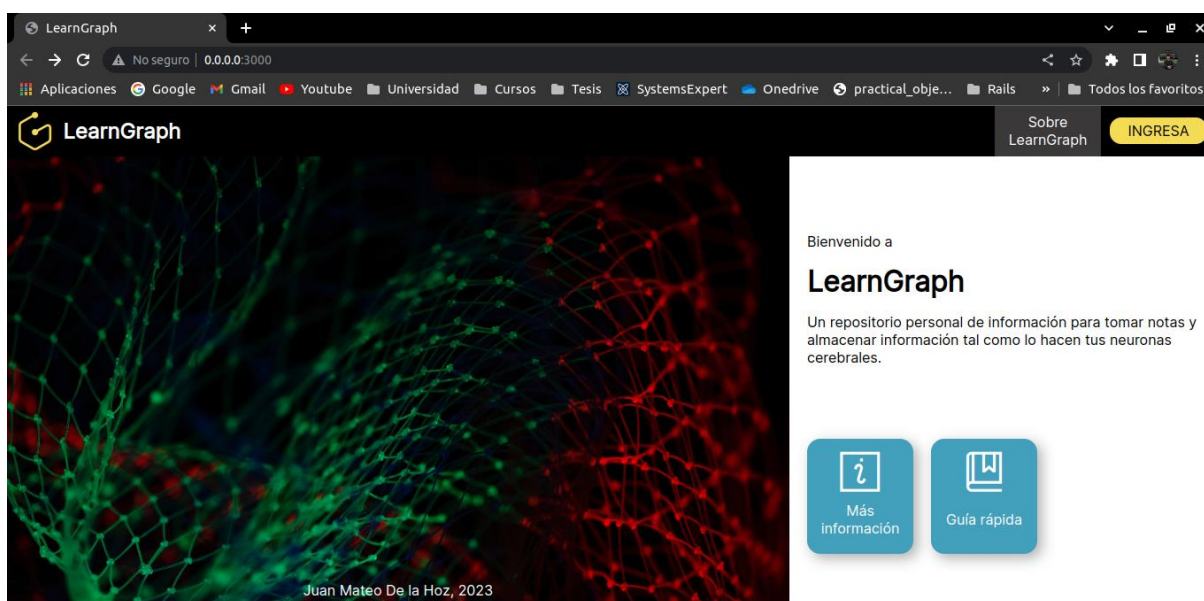 LearnGraph
No seguro | 0.0.0.0:3000
Aplicaciones Google Gmail Youtube Universidad Cursos Tesis SystemsExpert Onedrive practical_obje... Rails » Todos los favoritos
LearnGraph
Sobre
LearnGraph
INGRESA
Bienvenido a
LearnGraph
Un repositorio personal de información para tomar notas y
almacenar información tal como lo hacen tus neuronas
cerebrales.
Más
información
Guía rápida
Juan Mateo De la Hoz, 2023